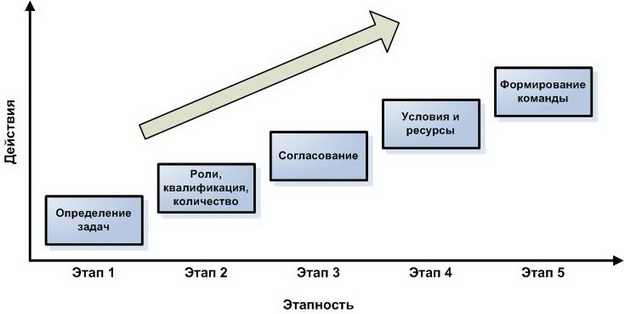 Действия
Формирование
команды
Условия и
ресурсы
Согласование
Роли,
квалификация,
количество
Определение
задач
Этап 1
Этап 2
Этап 3
Этап 4
Этап 5
Этапность